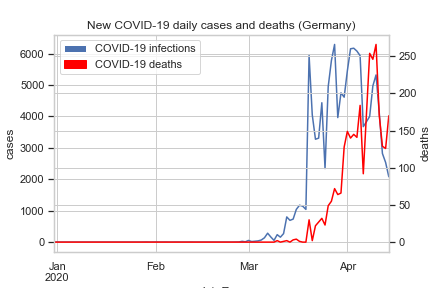 New COVID-19 daily cases and deaths (Germany)
COVID-19 infections
COVID-19 deaths
6000
5000
4000
3000
2000
1000
0
cases
250
200
150
100
50
0
deaths
Jan
2020
Feb
Mar
Apr